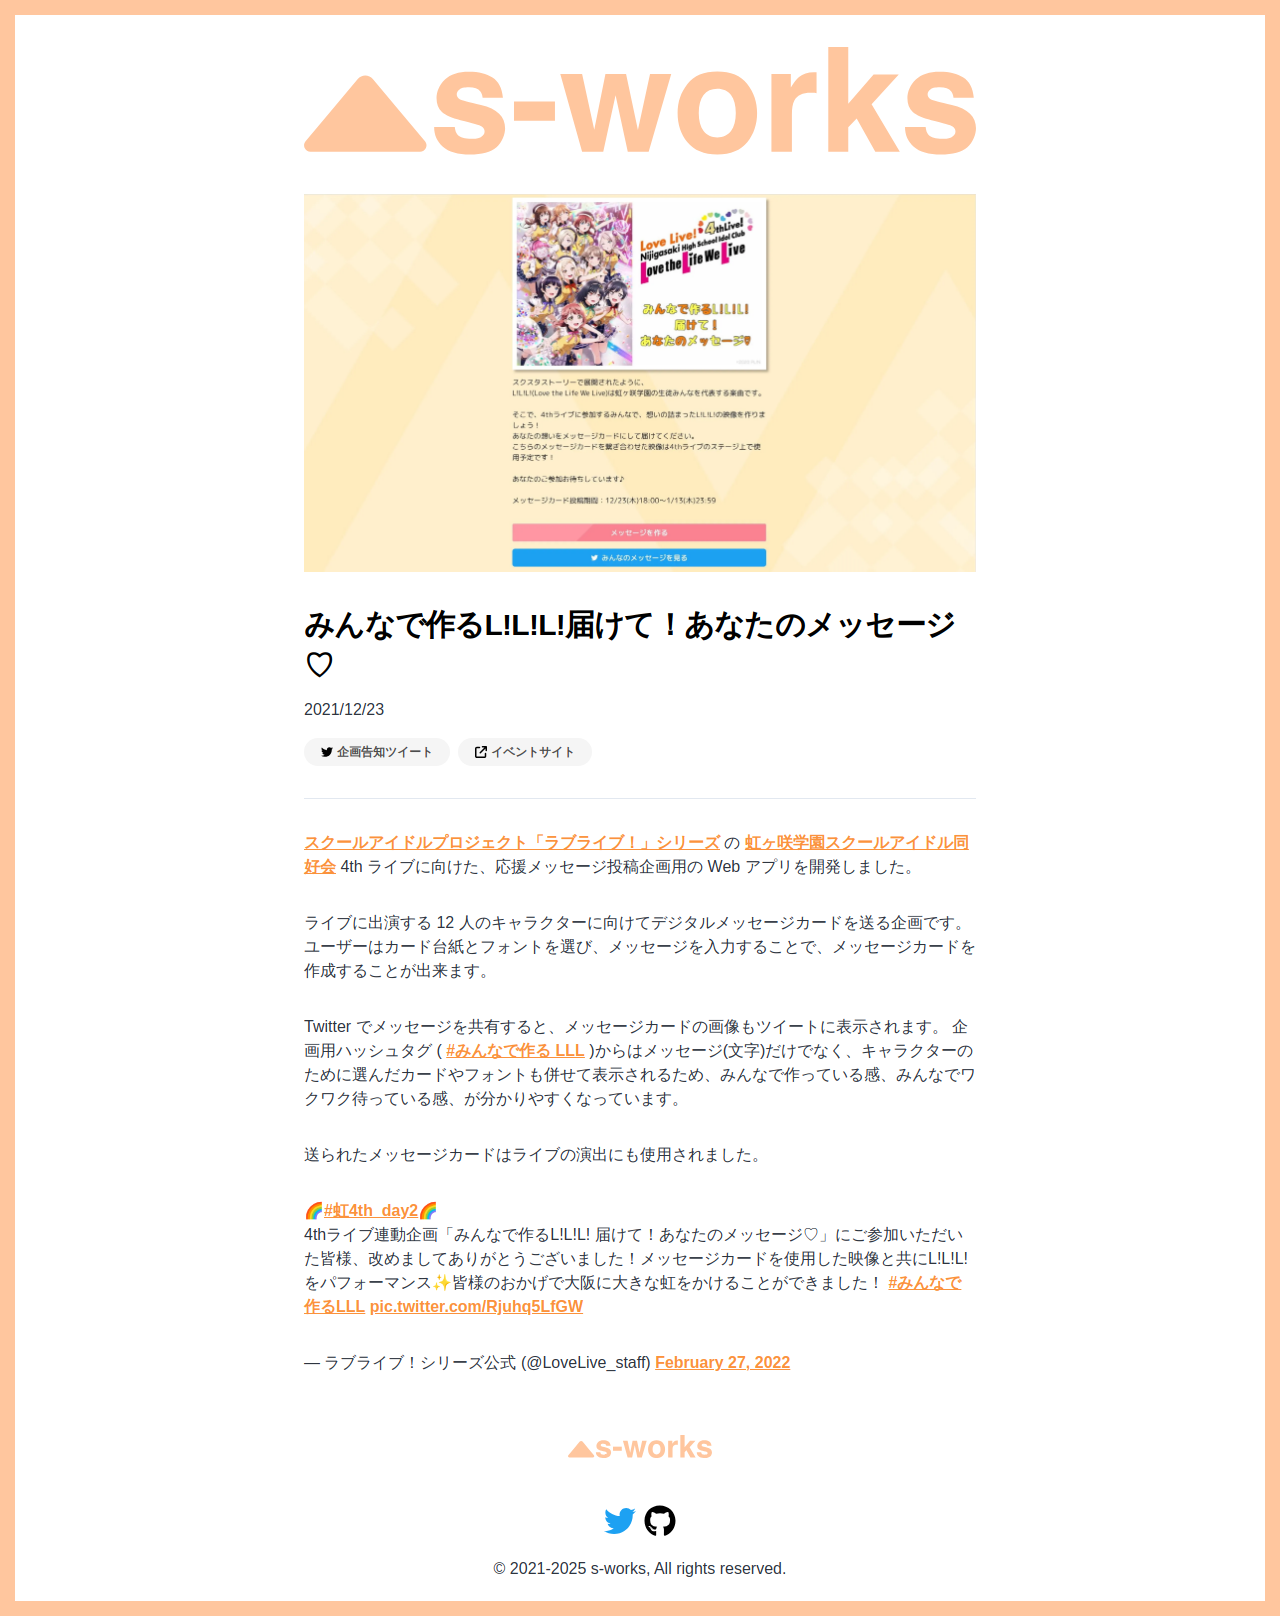 s-works
Love Live! 4thLive!
Nijigasaki High School Idol Club
Love the Life We Live
みんなで作るL!L!L!
届けて！
あなたのメッセージ♡
スクスタストーリーで展開されたように、
L!L!L!(Love the Life We Live)は虹ヶ咲学園の生徒みんなを代表する楽曲です。
そこで、4thライブに参加するみんなで、想いの詰まったL!L!L!の映像を作りま
しょう！
あなたの想いをメッセージカードにして届けてください。
こちらのメッセージカードを繋ぎ合わせた映像は4thライブのステージ上で使
用予定です！
あなたのご参加お待ちしています♪
メッセージカード投稿期間：12/23(木)18:00〜1/13(木)23:59
メッセージを作る
みんなのメッセージを見る
みんなで作るL!L!L!届けて！あなたのメッセージ
♡
2021/12/23
企画告知ツイート イベントサイト
スクールアイドルプロジェクト「ラブライブ！」シリーズ の 虹ヶ咲学園スクールアイドル同
好会 4th ライブに向けた、応援メッセージ投稿企画用の Web アプリを開発しました。
ライブに出演する 12 人のキャラクターに向けてデジタルメッセージカードを送る企画です。
ユーザーはカード台紙とフォントを選び、メッセージを入力することで、メッセージカードを
作成することが出来ます。
Twitter でメッセージを共有すると、メッセージカードの画像もツイートに表示されます。 企
画用ハッシュタグ ( #みんなで作る LLL )からはメッセージ(文字)だけでなく、キャラクターの
ために選んだカードやフォントも併せて表示されるため、みんなで作っている感、みんなでワ
クワク待っている感、が分かりやすくなっています。
送られたメッセージカードはライブの演出にも使用されました。
🌈#虹4th_day2🌈
4thライブ連動企画「みんなで作るL!L!L! 届けて！あなたのメッセージ♡」にご参加いただい
た皆様、改めましてありがとうございました！メッセージカードを使用した映像と共にL!L!L!
をパフォーマンス✨皆様のおかげで大阪に大きな虹をかけることができました！ #みんなで
作るLLL pic.twitter.com/Rjuhq5LfGW
— ラブライブ！シリーズ公式 (@LoveLive_staff) February 27, 2022
s-works
© 2021-2025 s-works, All rights reserved.